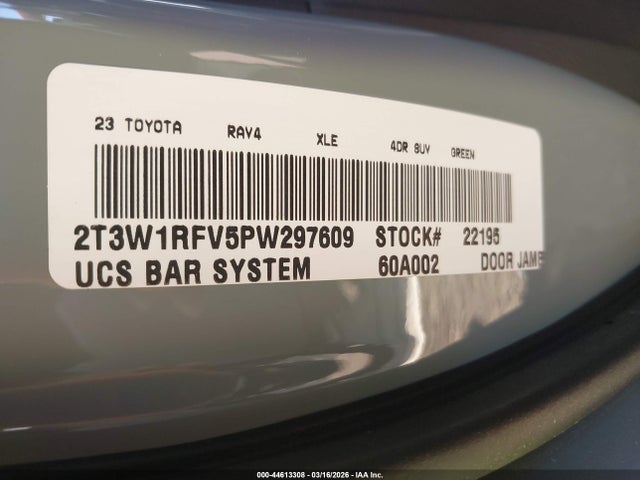 23 TOYOTA RAV4 XLE 4DR SUV GREEN
2T3W1RFV5PW297609 STOCK# 22195
UCS BAR SYSTEM 60A002 DOOR JAMB
000-44613308 - 03/16/2026 - IAA Inc.